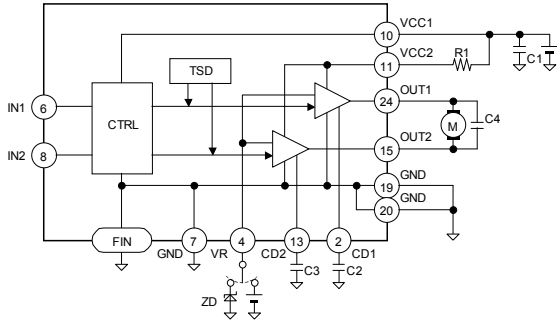 VCC1
10
VCC2
11
R1
C1
TSD
IN1
6
CTRL
OUT1
24
M
C4
IN2
8
OUT2
15
GND
19
GND
20
FIN
7
4
13
2
GND
VR
CD2
CD1
C3
C2
ZD